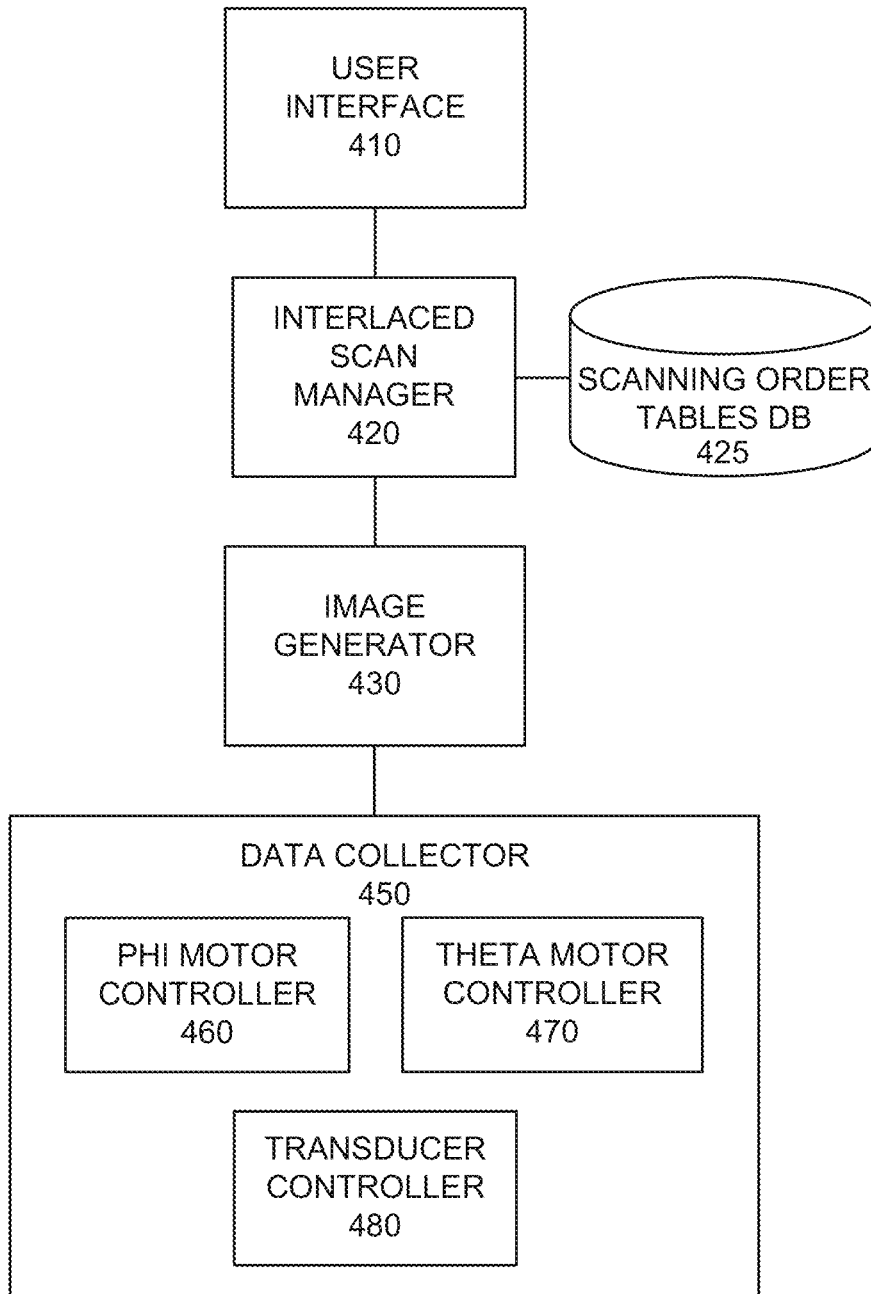 USER
INTERFACE
410
INTERLACED
SCAN
MANAGER
420
SCANNING ORDER
TABLES DB
425
IMAGE
GENERATOR
430
DATA COLLECTOR
450
PHI MOTOR
CONTROLLER
460
THETA MOTOR
CONTROLLER
470
TRANSDUCER
CONTROLLER
480